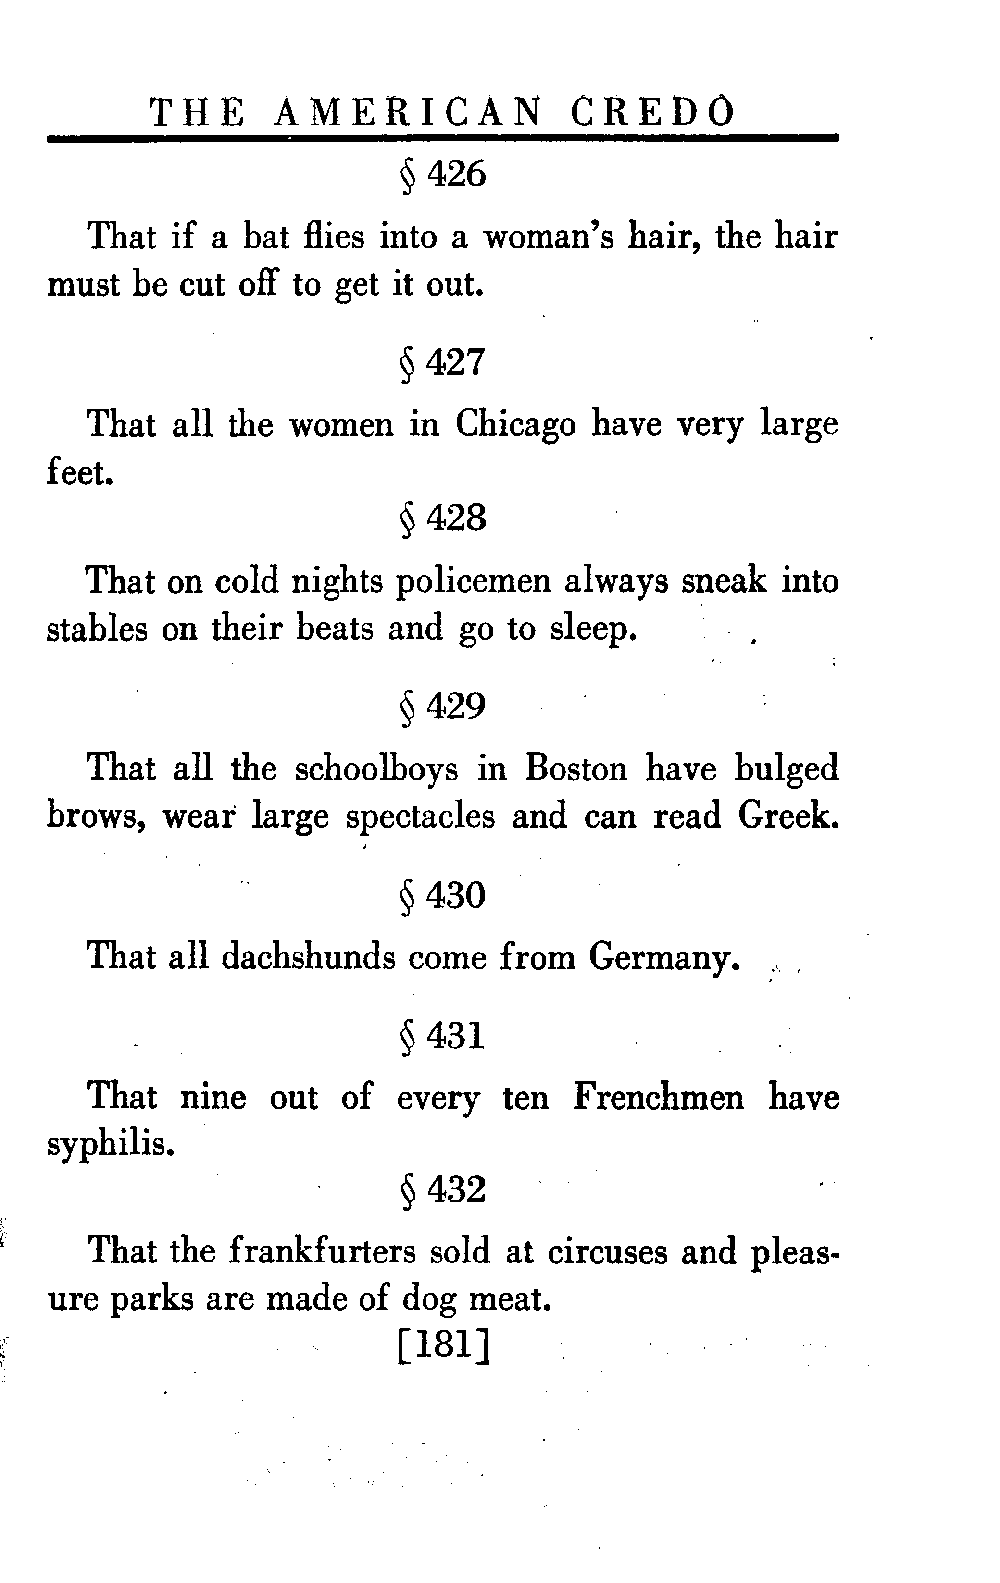 THE AMERICAN CREDO
§ 426
That if a bat flies into a woman's hair, the hair
must be cut off to get it out.
§ 427
That all the women in Chicago have very large
feet.
§ 428
That on cold nights policemen always sneak into
stables on their beats and go to sleep.
§ 429
That all the schoolboys in Boston have bulged
brows, wear large spectacles and can read Greek.
§ 430
That all dachshunds come from Germany.
§ 431
That nine out of every ten Frenchmen have
syphilis.
§ 432
That the frankfurters sold at circuses and pleas-
ure parks are made of dog meat.
[181]